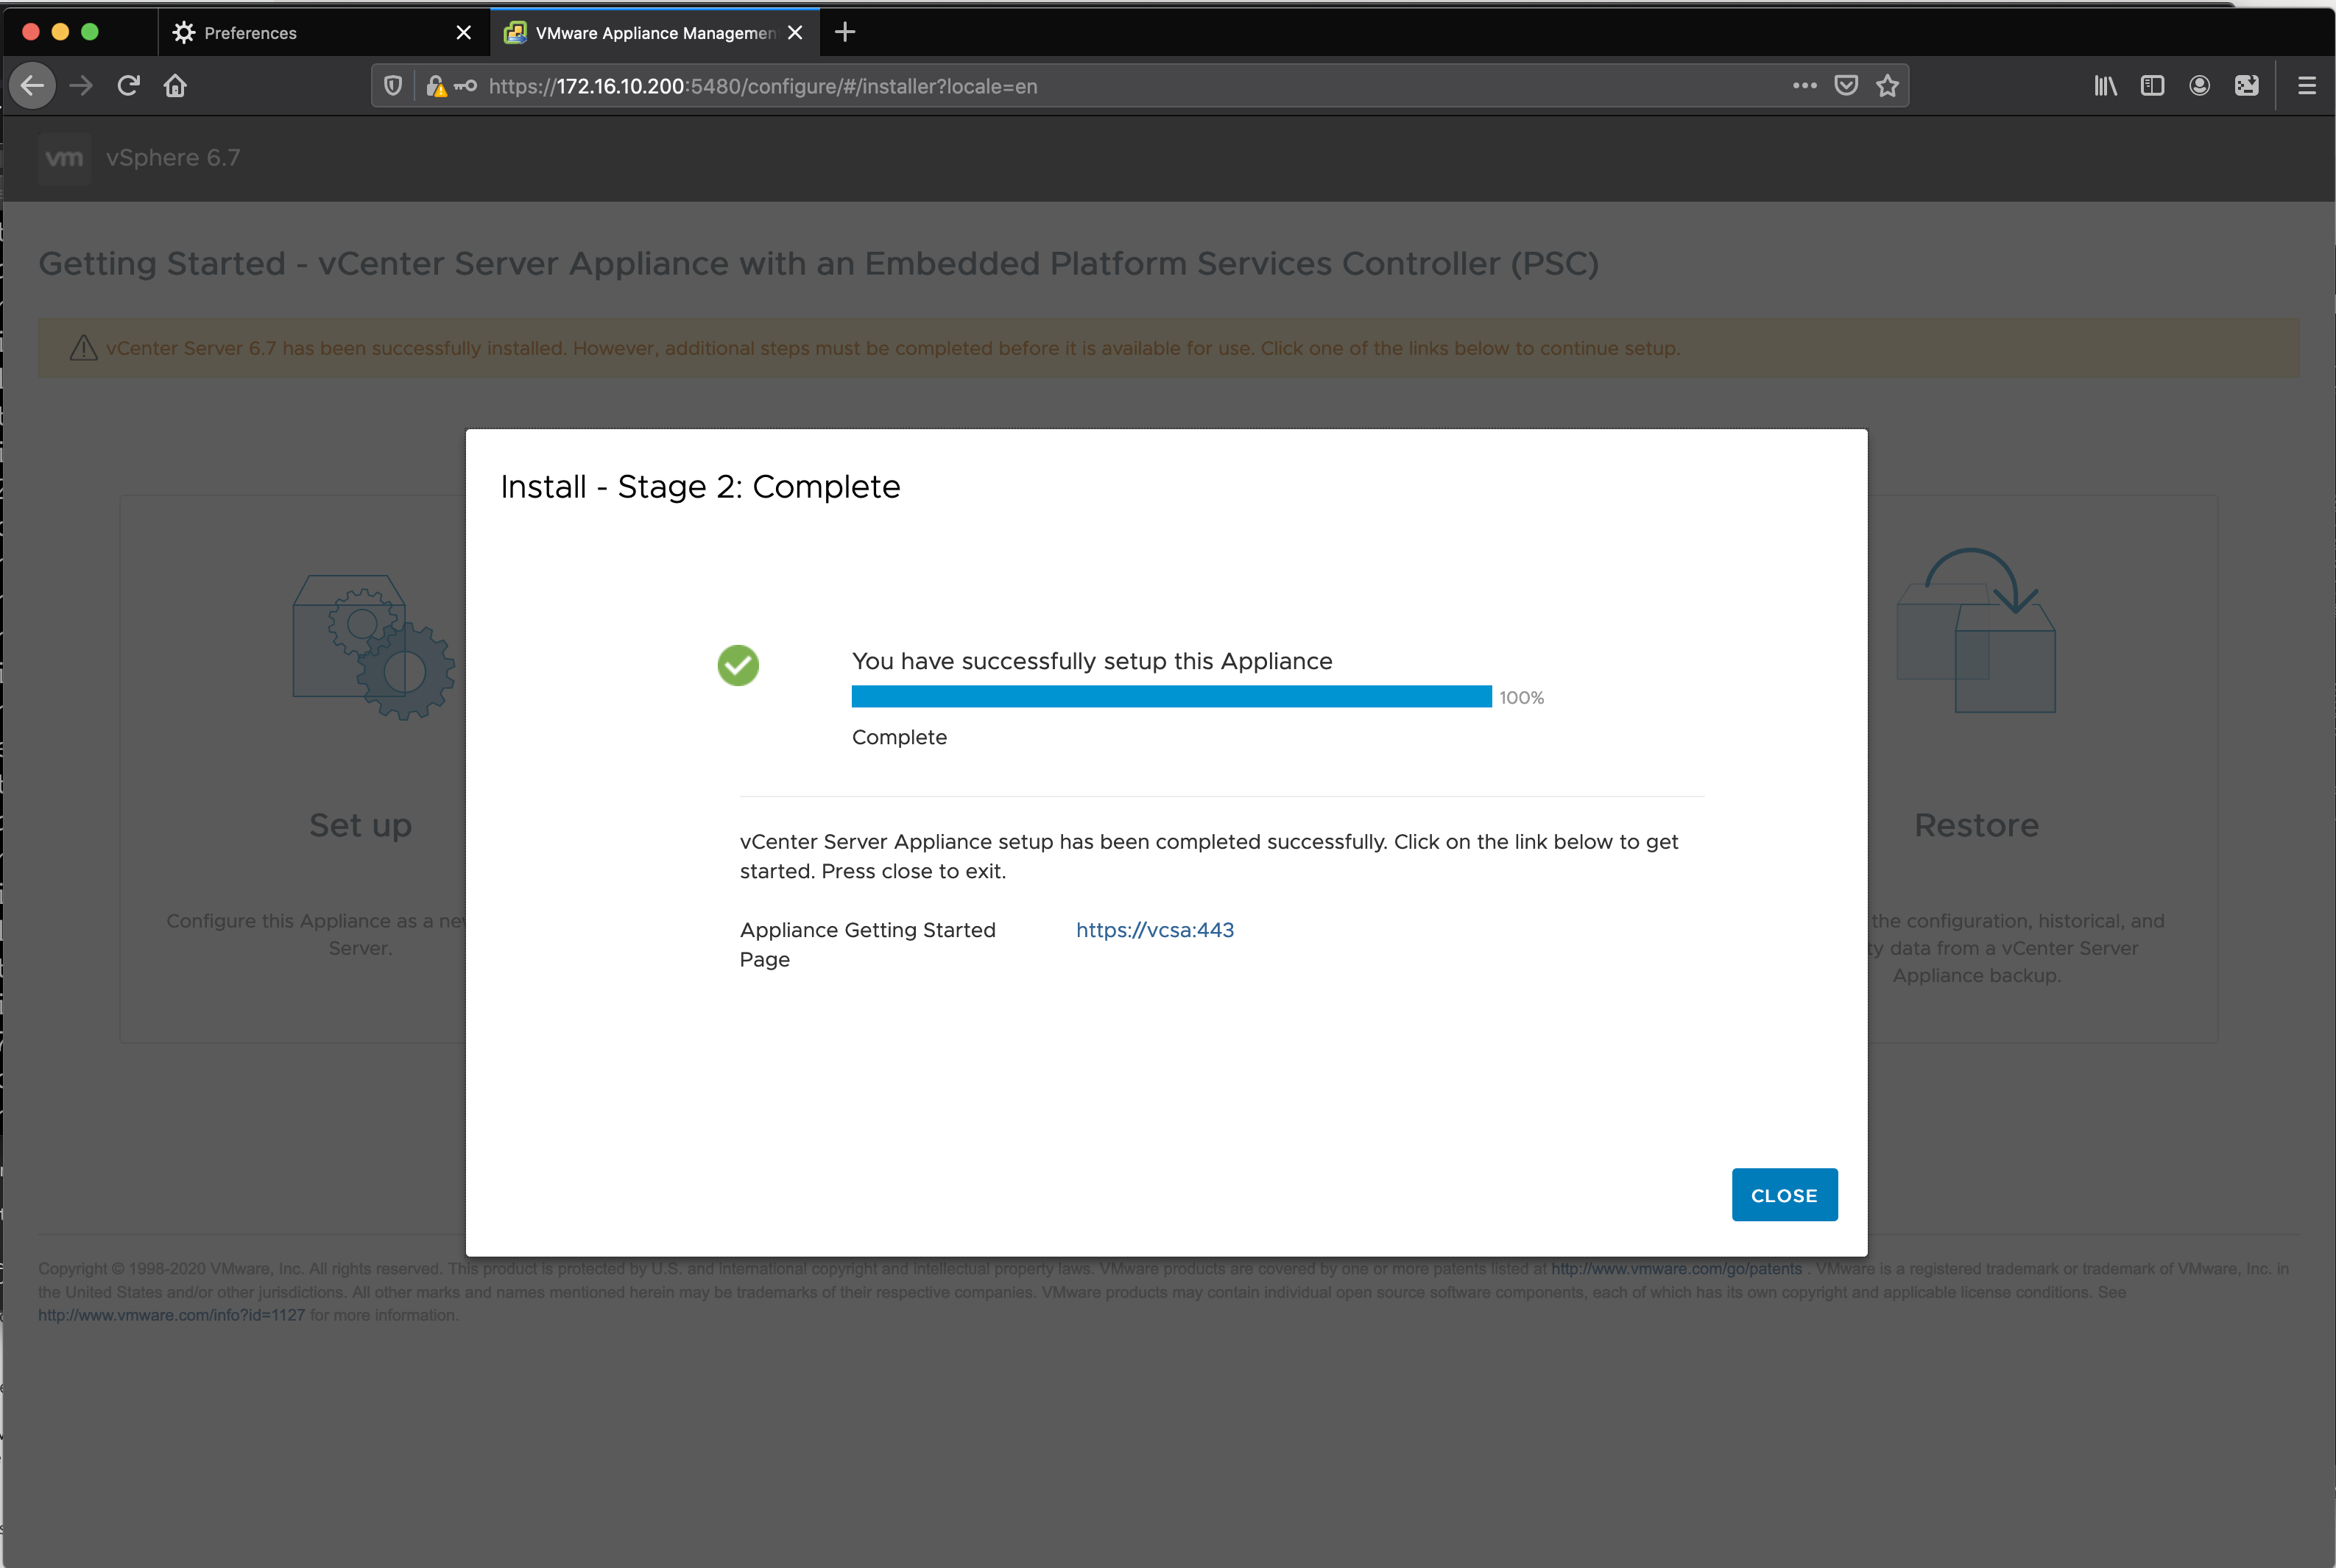 Preferences
VMware Appliance Managemen
https://172.16.10.200:5480/configure/#/installer?locale=en
vm vSphere 6.7
Getting Started - vCenter Server Appliance with an Embedded Platform Services Controller (PSC)
vCenter Server 6.7 has been successfully installed. However, additional steps must be completed before it is available for use. Click one of the links below to continue setup.
Install - Stage 2: Complete
You have successfully setup this Appliance
100%
Complete
vCenter Server Appliance setup has been completed successfully. Click on the link below to get
started. Press close to exit.
Appliance Getting Started
Page
https://vcsa:443
CLOSE
Set up
Configure this Appliance as a ne
Server.
Restore
the configuration, historical, and
ty data from a vCenter Server
Appliance backup.
Copyright © 1998-2020 VMware, Inc. All rights reserved. This product is protected by U.S. and international copyright and intellectual property laws. VMware products are covered by one or more patents listed at http://www.vmware.com/go/patents . VMware is a registered trademark or trademark of VMware, Inc. in
the United States and/or other jurisdictions. All other marks and names mentioned herein may be trademarks of their respective companies. VMware products may contain individual open source software components, each of which has its own copyright and applicable license conditions. See
http://www.vmware.com/info?id=1127 for more information.